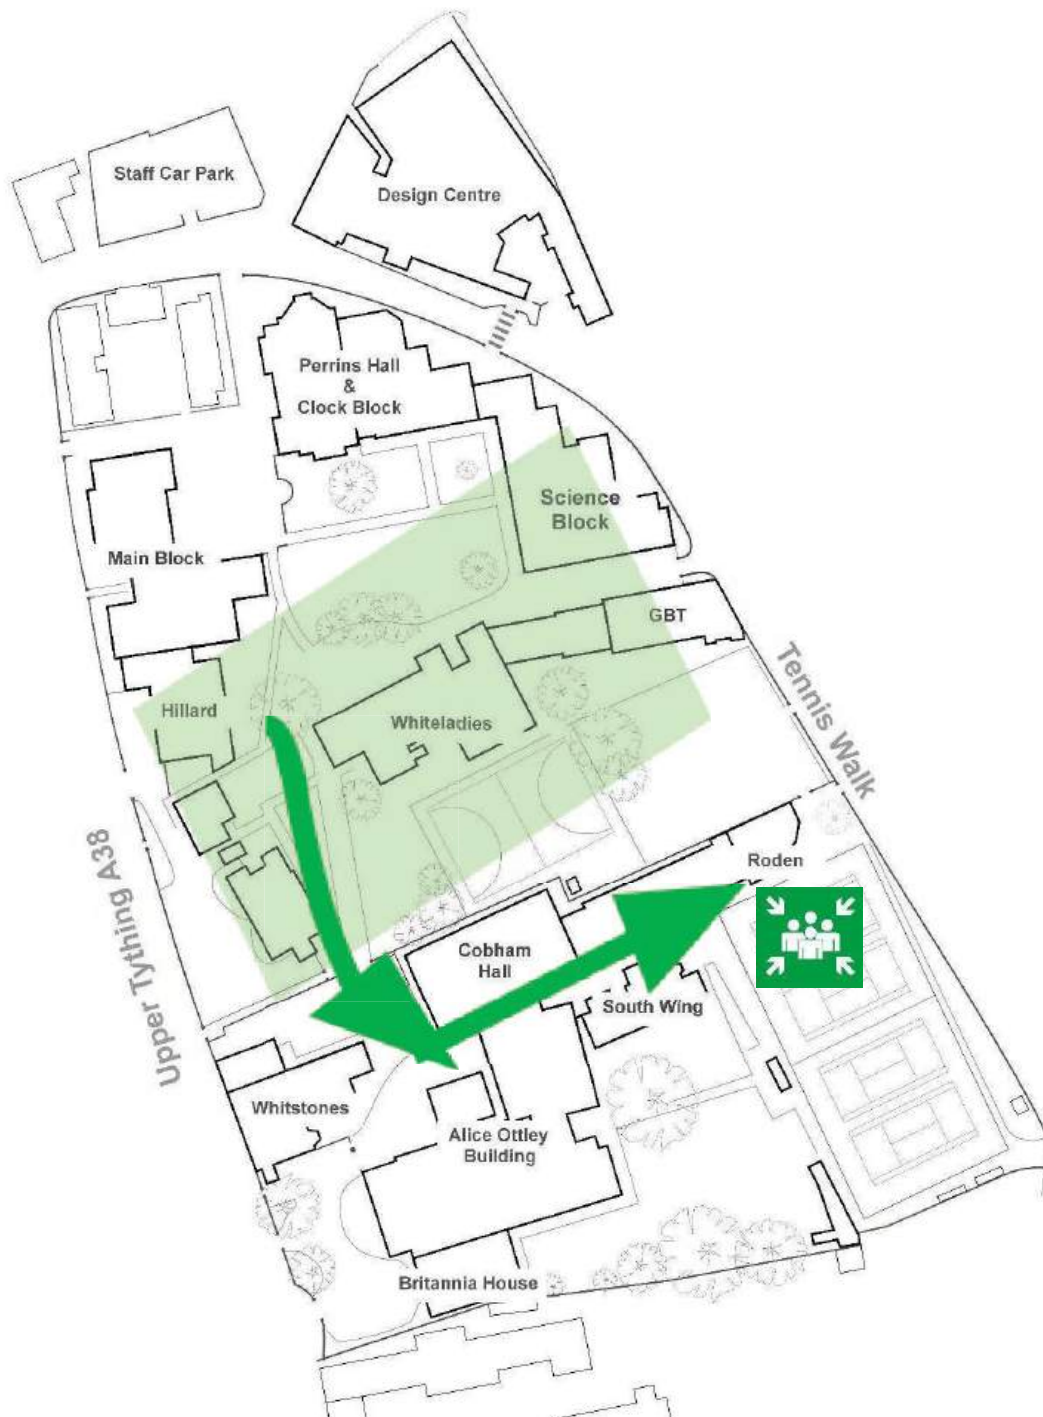 Staff Car Park
Design Centre
Perrins Hall
&
Clock Block
Science
Block
Main Block
GBT
Hillard
Whiteladies
Tennis Walk
Upper Tything A38
Roden
Cobham
Hall
South Wing
Whitstones
Alice Ottley
Building
Britannia House